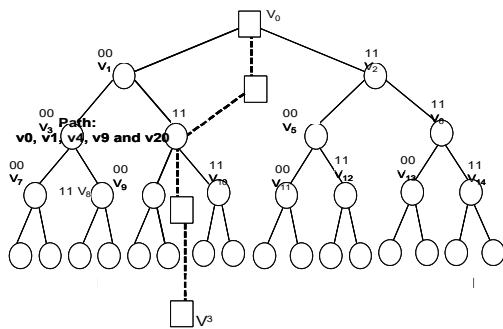 V₀
00
V₁
11
V₂
00
V₃
Path:
v0, v1, v4, v9 and v20
11
00
V₅
11
V₆
00
V₇
11 V₈
00
V₉
11
V₁₀
00
V₁₁
11
V₁₂
00
V₁₃
11
V₁₄
V³